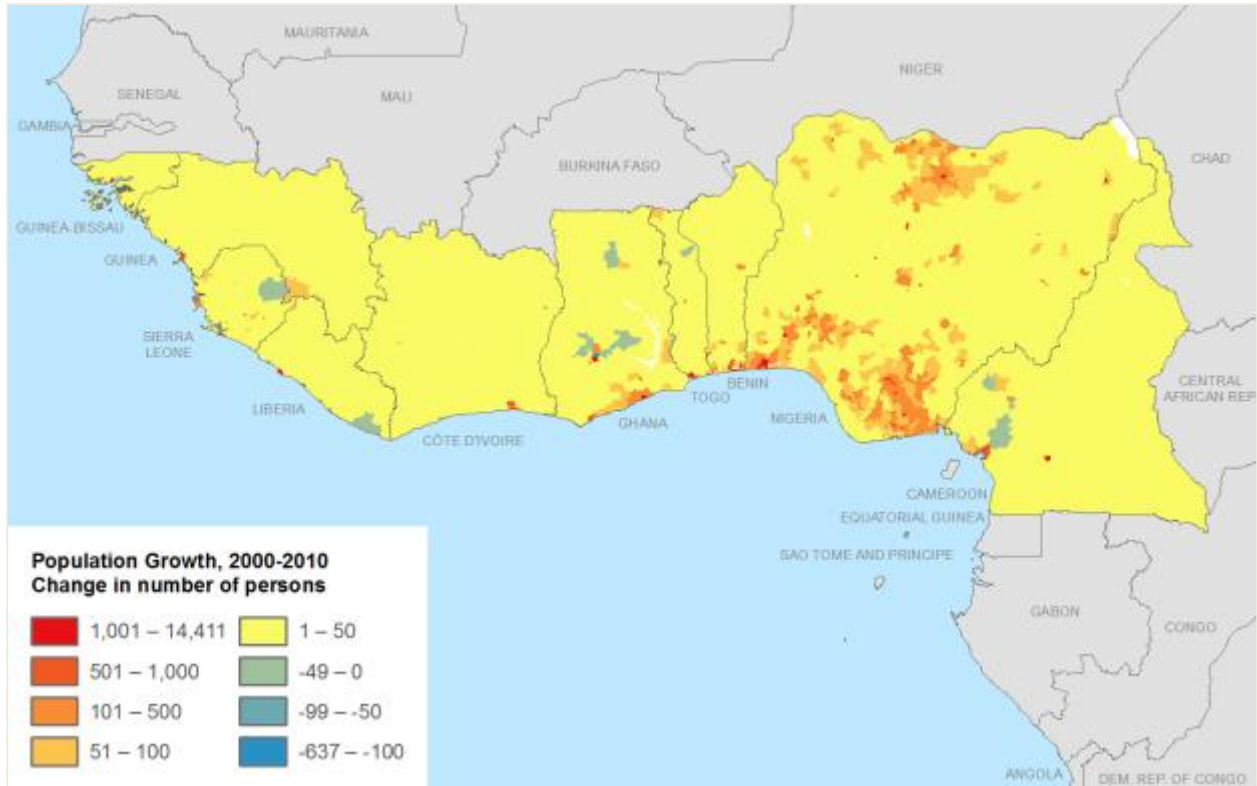 MAURITANIA
NIGER
SENEGAL
MALI
GAMBIA
CHAD
BURKINA FASO
GUINEA-BISSAU
GUINEA
SIERRA
LEONE
CENTRAL
AFRICAN REP
BENIN
TOGO
LIBERIA
GHANA
NIGERIA
CÔTE D'IVOIRE
CAMEROON
EQUATORIAL GUINEA
SAO TOME AND PRINCIPE
GABON
CONGO
ANGOLA
DEM. REP. OF CONGO
Population Growth, 2000-2010
Change in number of persons
1,001 – 14,411
1 – 50
501 – 1,000
-49 – 0
101 – 500
-99 – -50
51 – 100
-637 – -100